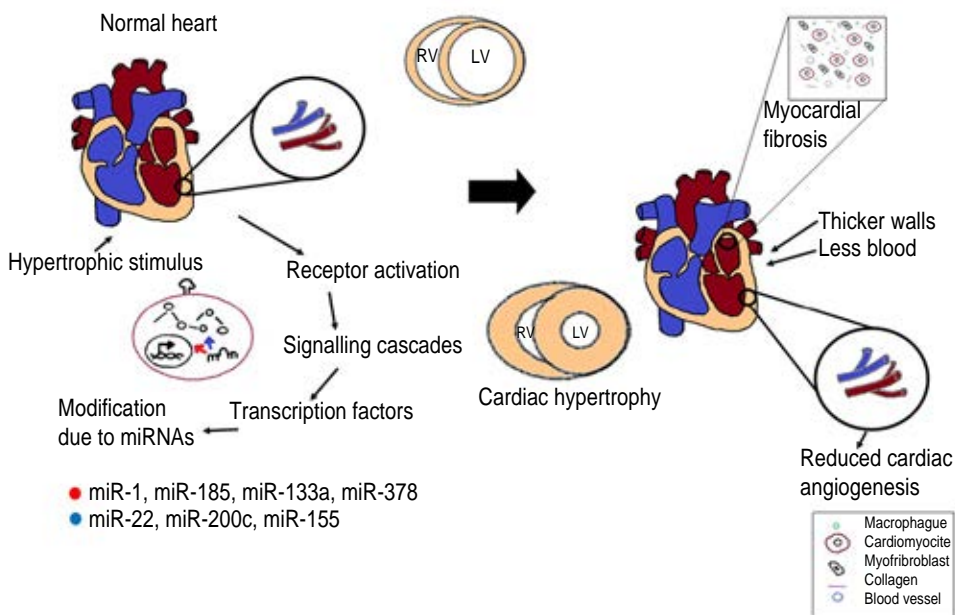 Normal heart
RV LV
Myocardial
fibrosis
Hypertrophic stimulus
Receptor activation
Signalling cascades
Transcription factors
Modification
due to miRNAs
miR-1, miR-185, miR-133a, miR-378
miR-22, miR-200c, miR-155
RV LV
Cardiac hypertrophy
Thicker walls
Less blood
Reduced cardiac
angiogenesis
Macrophague
Cardiomyocite
Myofribroblast
Collagen
Blood vessel